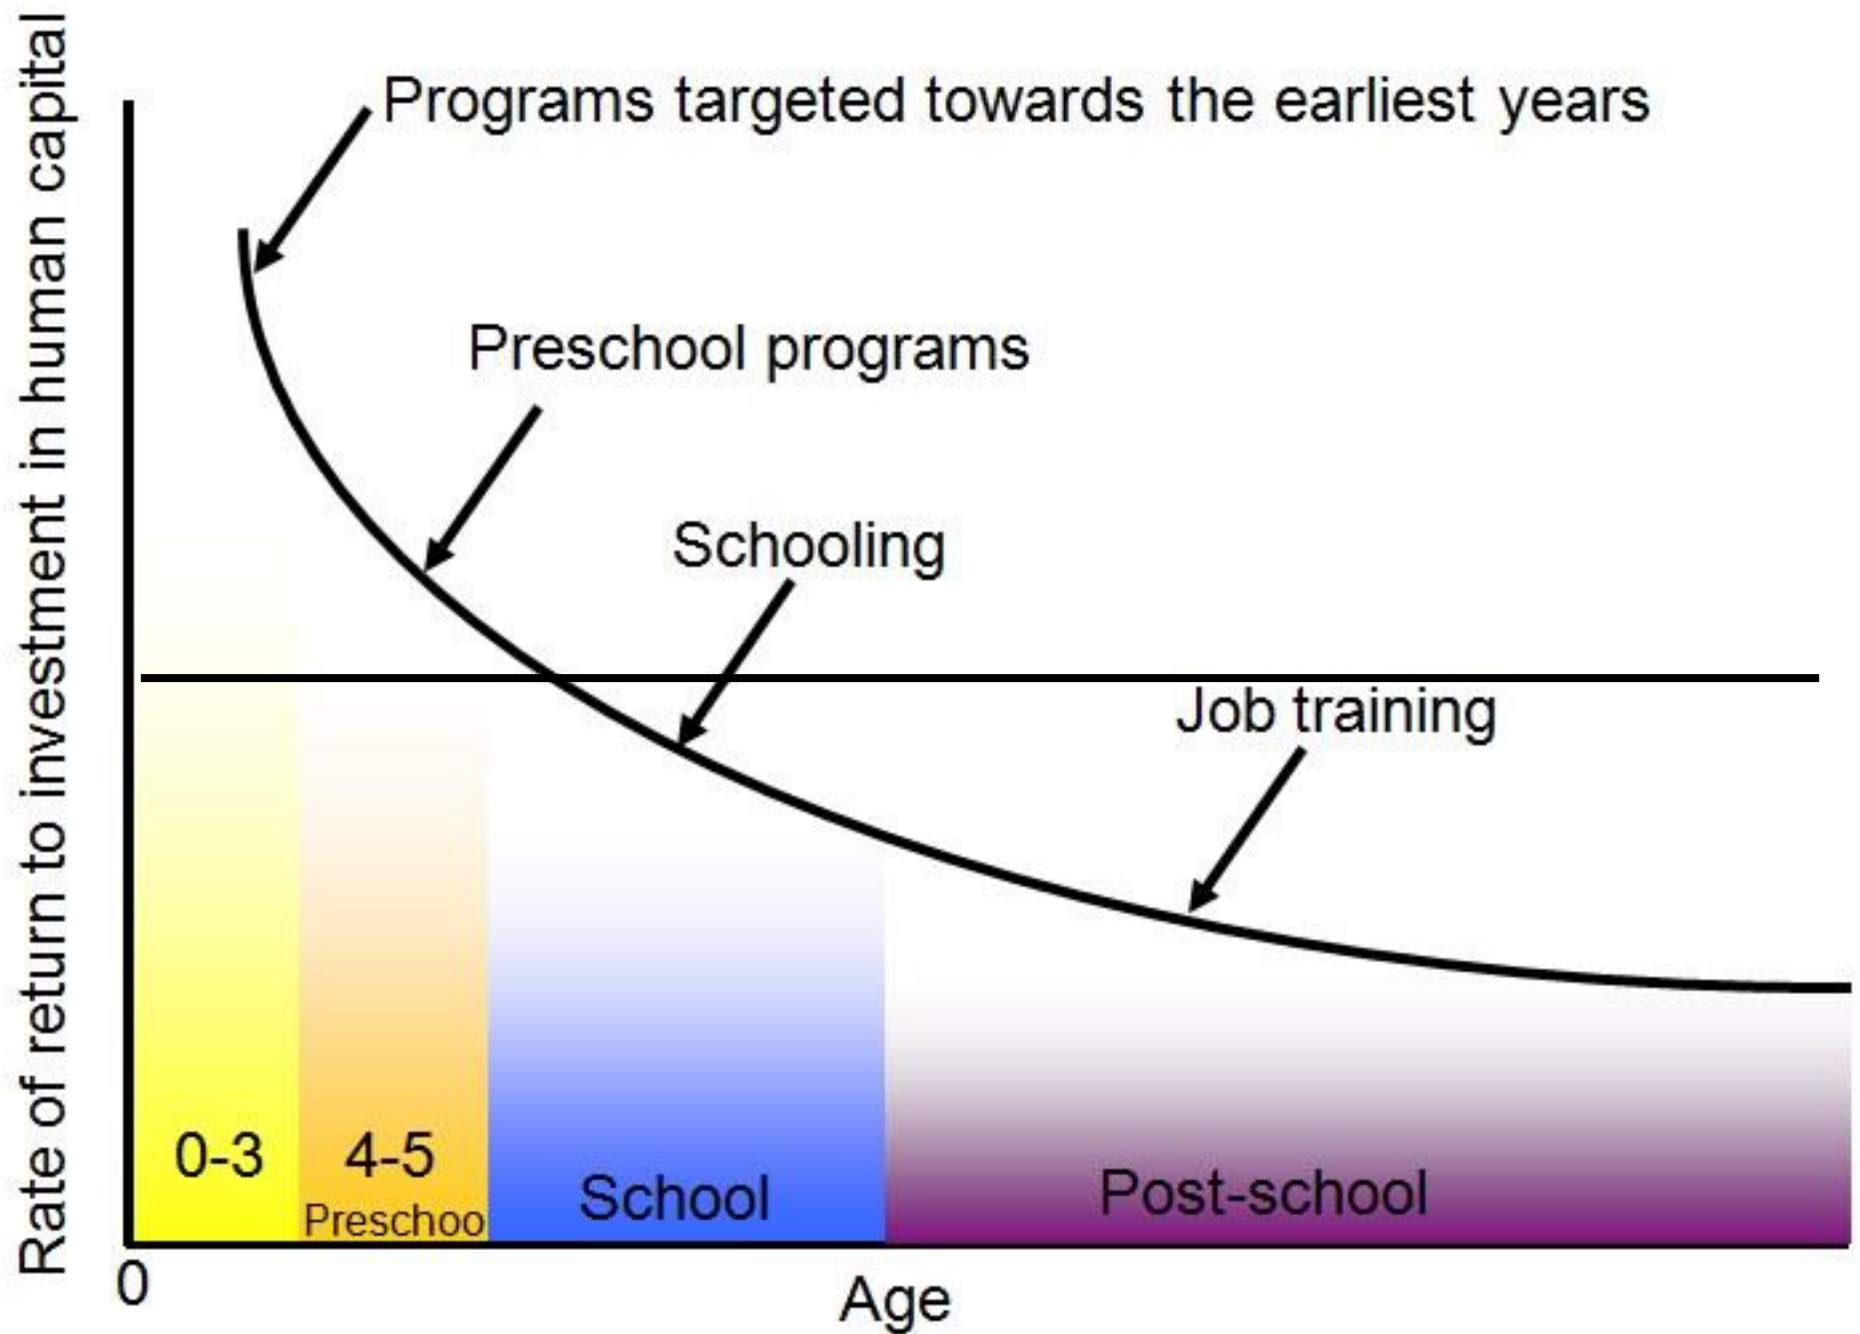 Rate of return to investment in human capital
Programs targeted towards the earliest years
Preschool programs
Schooling
Job training
0-3
4-5
Preschoo
School
Post-school
0
Age